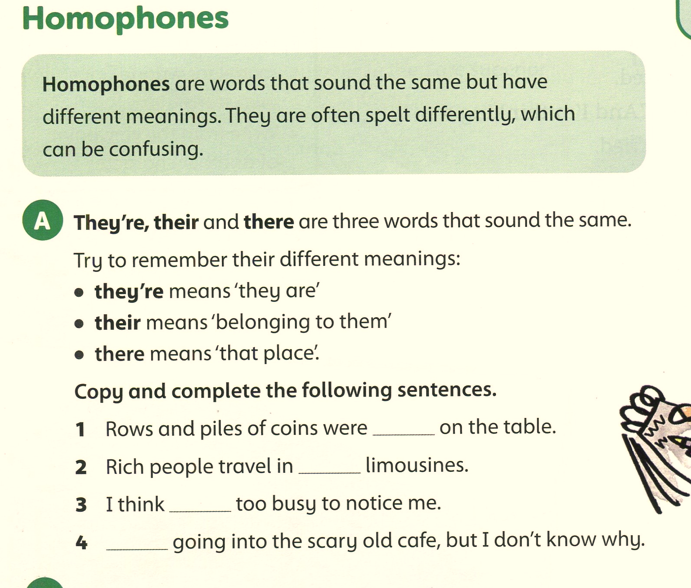 Homophones
Homophones are words that sound the same but have
different meanings. They are often spelt differently, which
can be confusing.
A They're, their and there are three words that sound the same.
Try to remember their different meanings:
• they're means 'they are'
• their means 'belonging to them'
• there means 'that place'.
Copy and complete the following sentences.
1 Rows and piles of coins were ______ on the table.
2 Rich people travel in ______ limousines.
3 I think ______ too busy to notice me.
4 ______ going into the scary old cafe, but I don't know why.